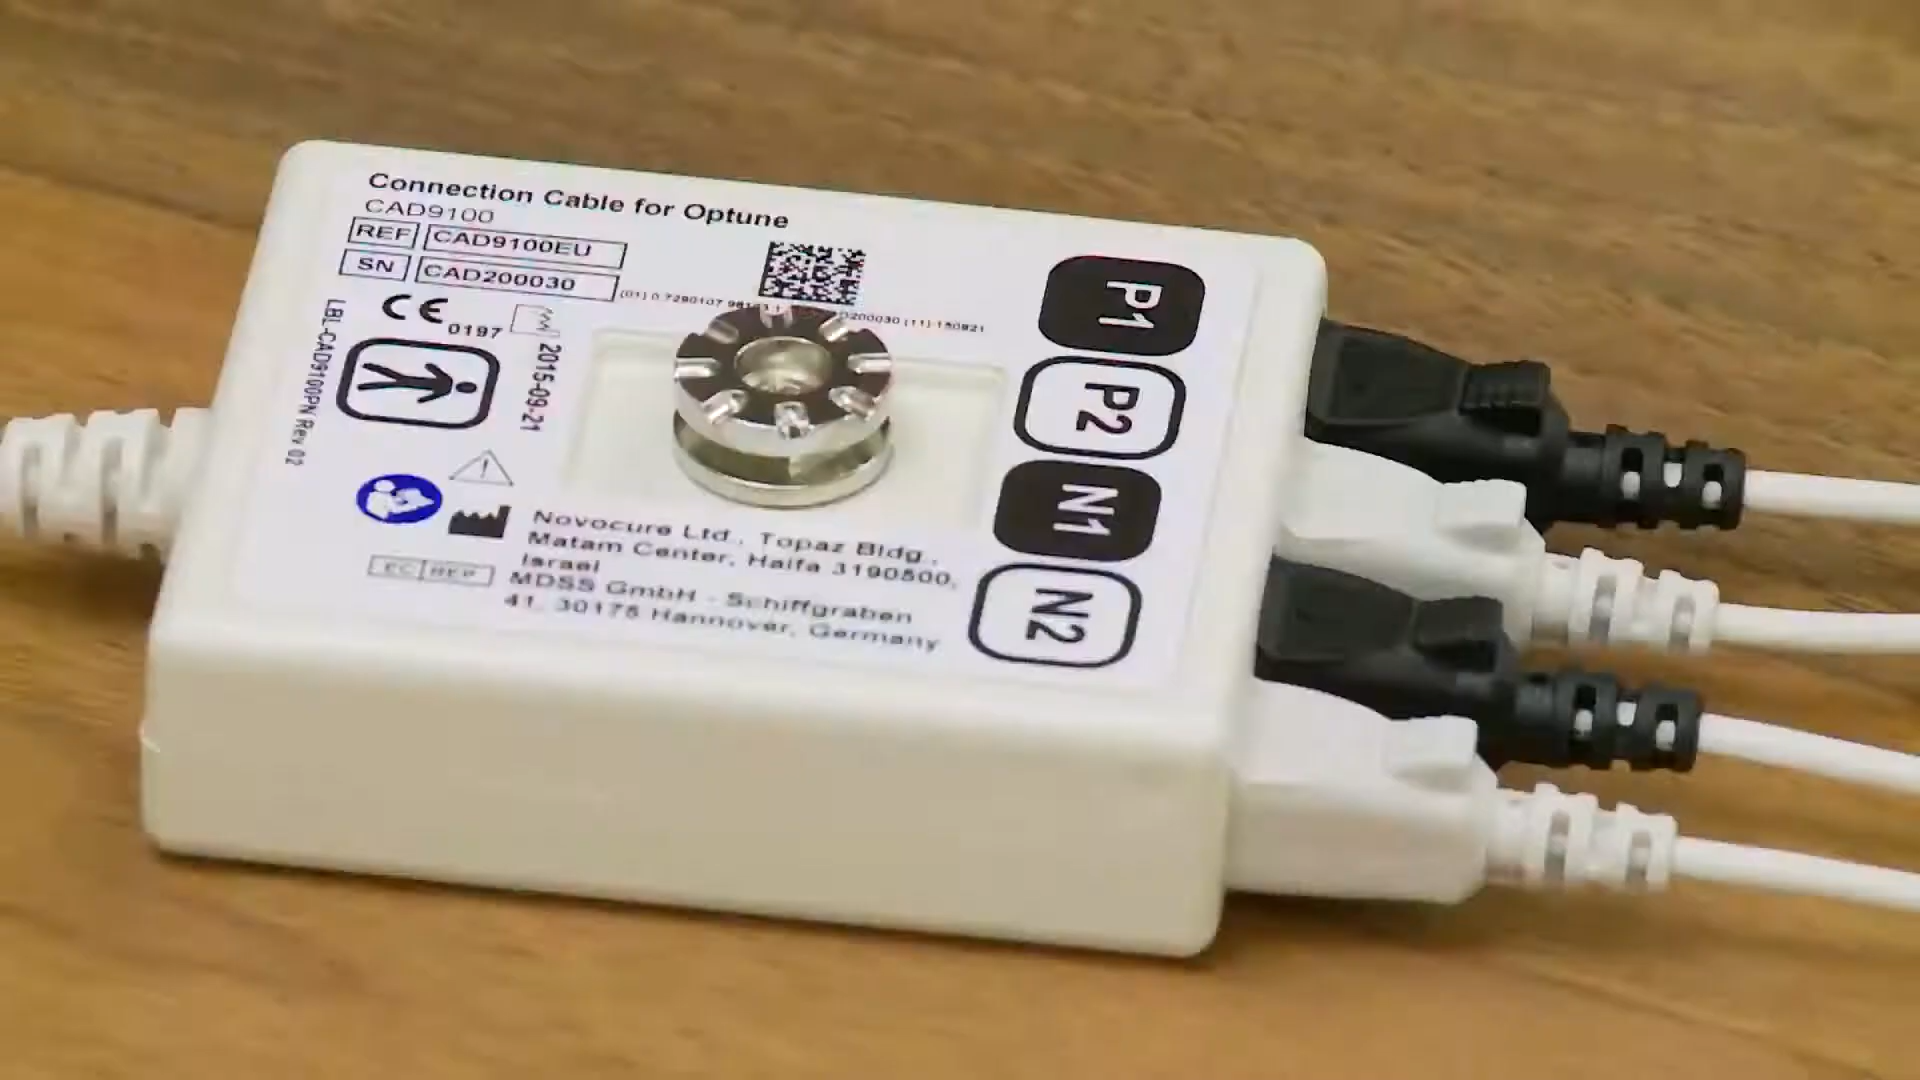 Connection Cable for Optune
CAD9100
REF CAD9100EU
SN CAD200030
CE 0197
2015-09-21
LBL-CAD9100PN Rev 02
Novocure Ltd., Topaz Bldg.,
Matam Center, Haifa 3190500,
Israel
EC REP
MDSS GmbH - Schiffgraben
41, 30175 Hannover, Germany
P1
P2
N1
N2